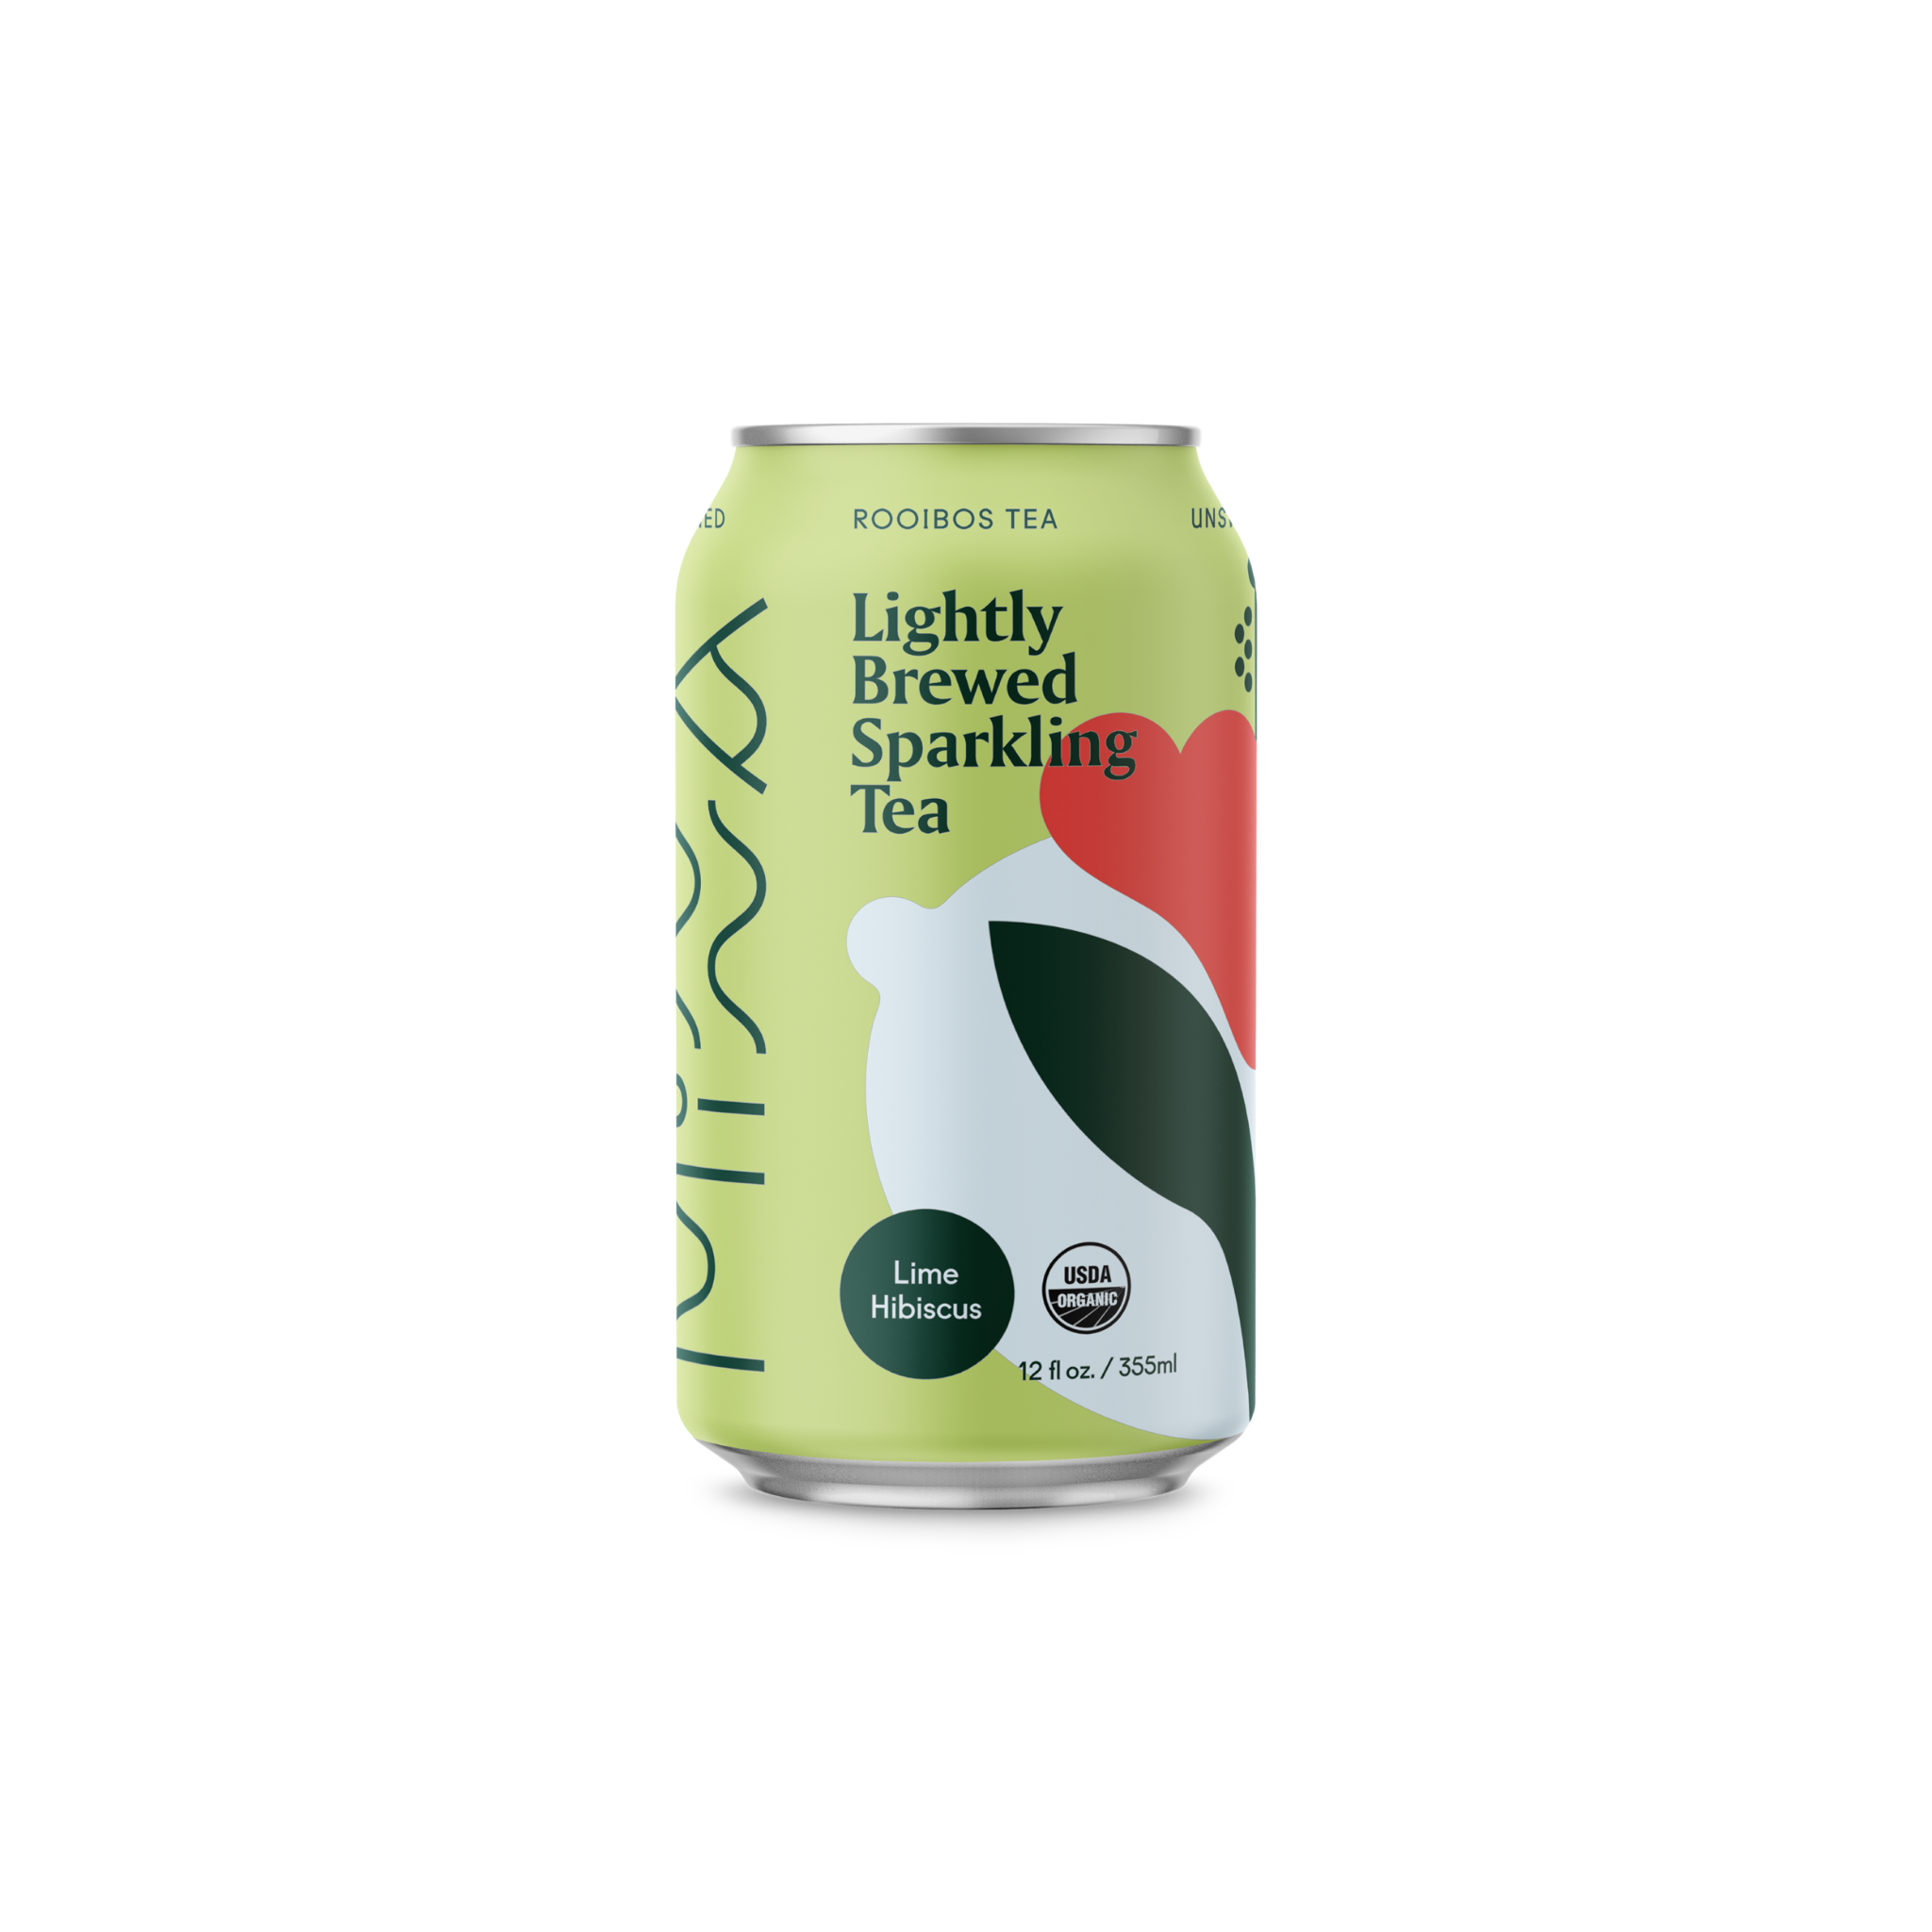 ROOIBOS TEA
Lightly
Brewed
Sparkling
Tea
Lime
Hibiscus
USDA
ORGANIC
12 fl oz. / 355ml